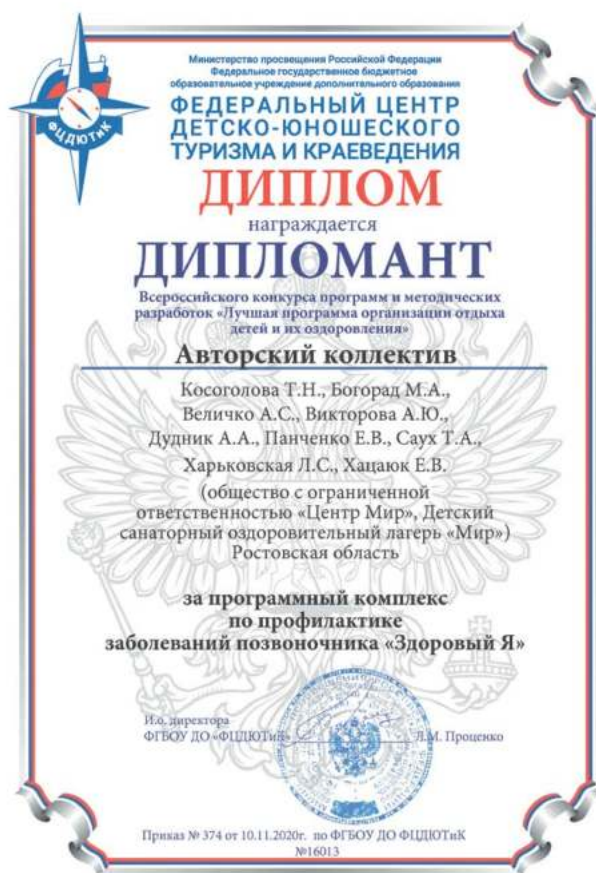 ФЦДЮТиК
Министерство просвещения Российской Федерации
Федеральное государственное бюджетное
образовательное учреждение дополнительного образования
ФЕДЕРАЛЬНЫЙ ЦЕНТР
ДЕТСКО-ЮНОШЕСКОГО
ТУРИЗМА И КРАЕВЕДЕНИЯ
ДИПЛОМ
награждается
ДИПЛОМАНТ
Всероссийского конкурса программ и методических
разработок «Лучшая программа организации отдыха
детей и их оздоровления»
Авторский коллектив
Косоголова Т.Н., Богорад М.А.,
Величко А.С., Викторова А.Ю.,
Дудник А.А., Панченко Е.В., Саух Т.А.,
Харьковская Л.С., Хацаюк Е.В.
(общество с ограниченной
ответственностью «Центр Мир», Детский
санаторный оздоровительный лагерь «Мир»)
Ростовская область
за программный комплекс
по профилактике
заболеваний позвоночника «Здоровый Я»
И.о. директора
ФГБОУ ДО «ФЦДЮТиК» Л.М. Проценко
Приказ № 374 от 10.11.2020г. по ФГБОУ ДО ФЦДЮТиК
№16013